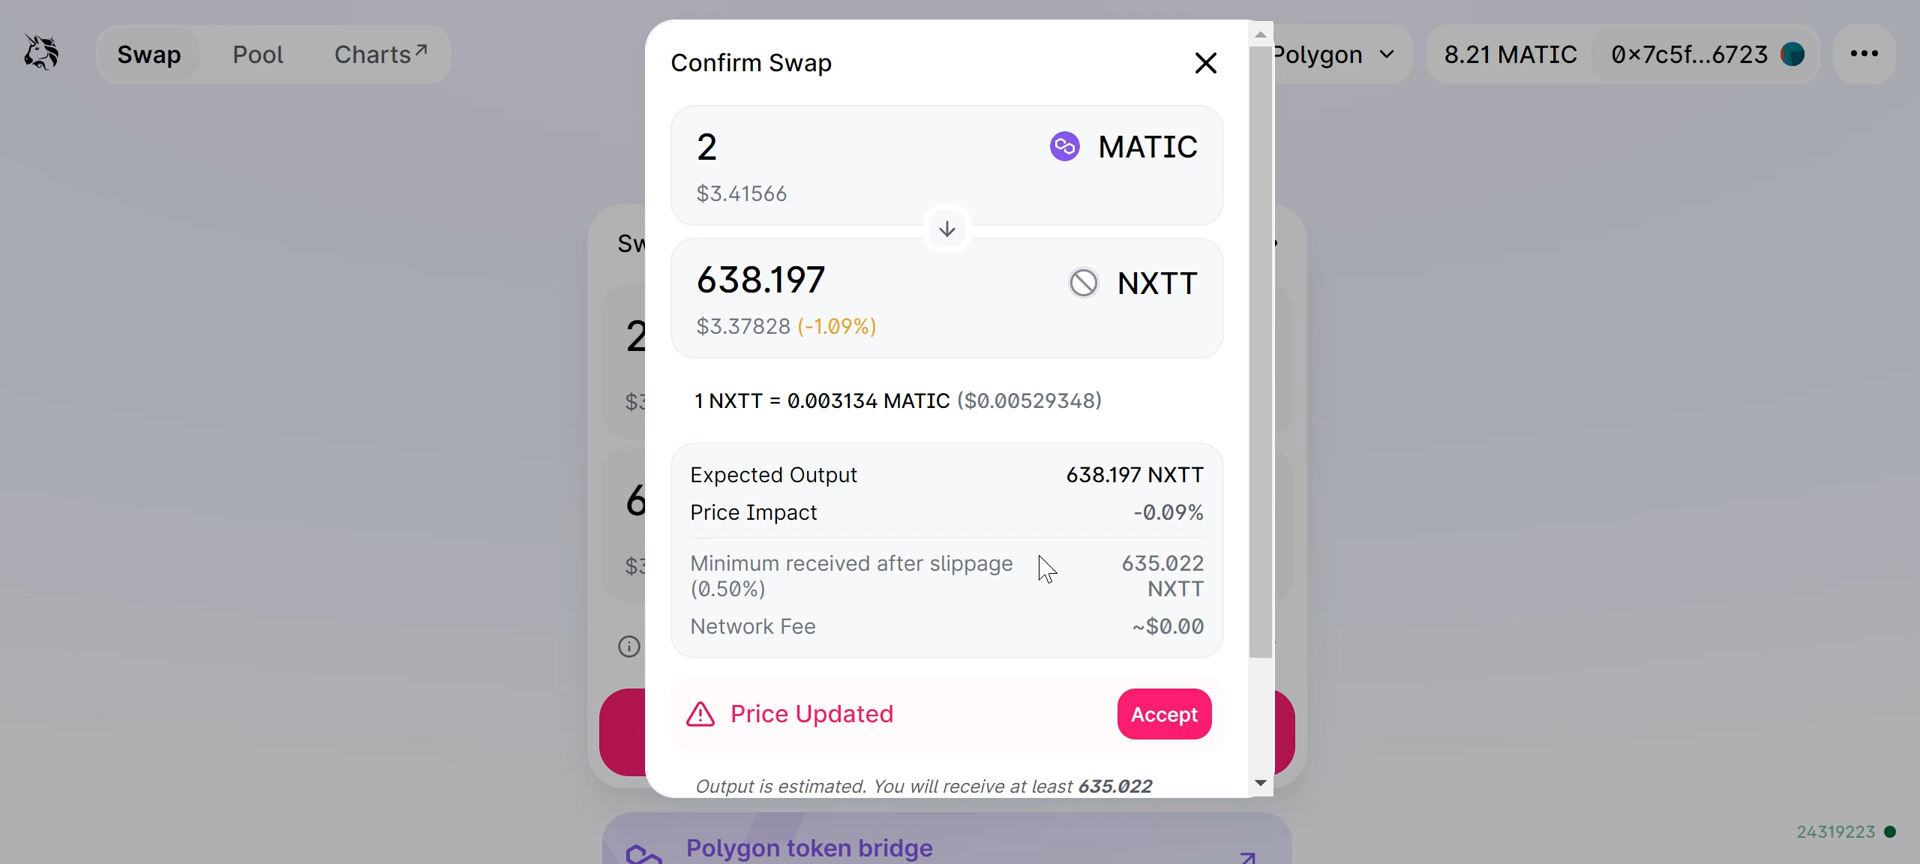 Swap Pool Charts↗
Polygon 8.21 MATIC 0x7c5f...6723
Confirm Swap
2 MATIC
$3.41566
638.197 NXTT
$3.37828 (-1.09%)
1 NXTT = 0.003134 MATIC ($0.00529348)
Expected Output 638.197 NXTT
Price Impact -0.09%
Minimum received after slippage 635.022
(0.50%) NXTT
Network Fee ~$0.00
Price Updated Accept
Output is estimated. You will receive at least 635.022
Polygon token bridge
24319223